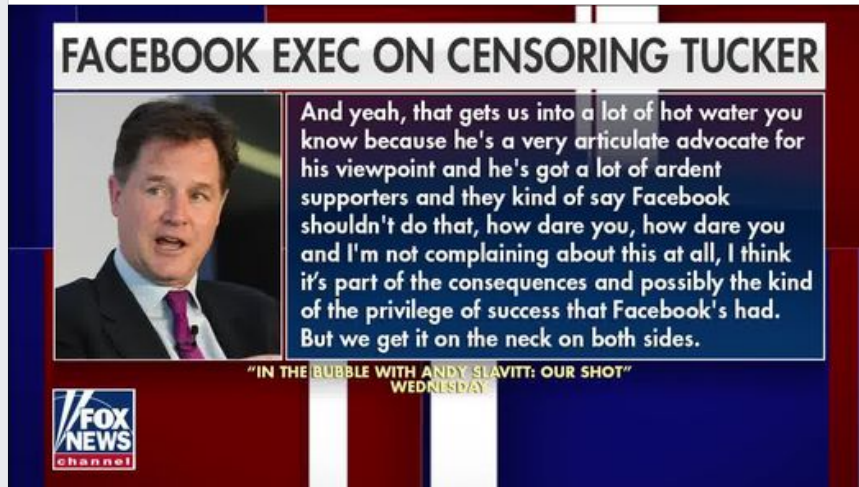 FACEBOOK EXEC ON CENSORING TUCKER
And yeah, that gets us into a lot of hot water you
know because he's a very articulate advocate for
his viewpoint and he's got a lot of ardent
supporters and they kind of say Facebook
shouldn't do that, how dare you, how dare you
and I'm not complaining about this at all, I think
it's part of the consequences and possibly the kind
of the privilege of success that Facebook's had.
But we get it on the neck on both sides.
"IN THE BUBBLE WITH ANDY SLAVITT: OUR SHOT"
WEDNESDAY
FOX
NEWS
channel